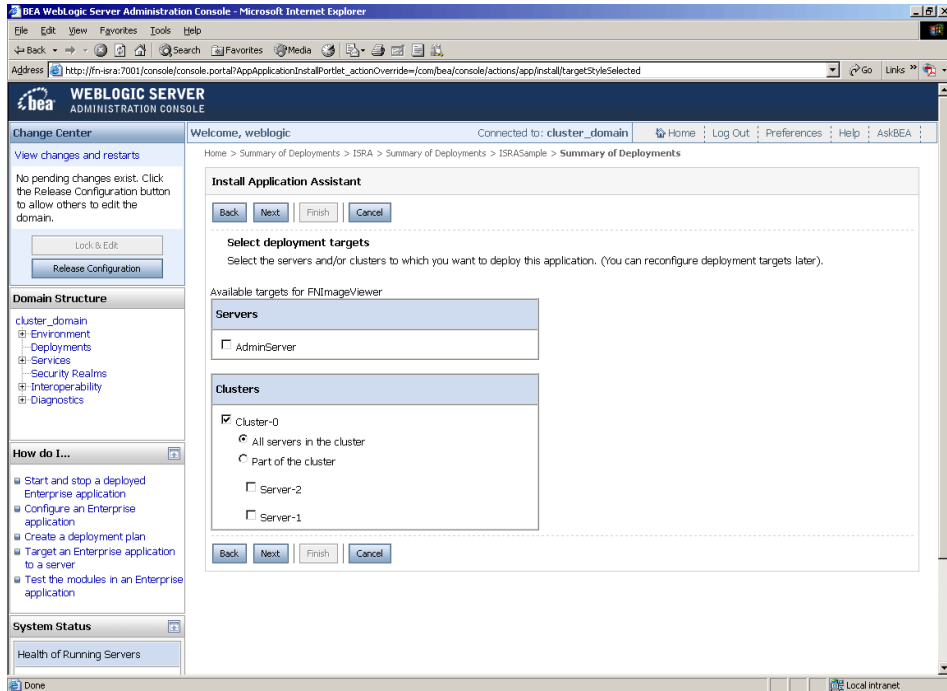 BEA WebLogic Server Administration Console - Microsoft Internet Explorer
File Edit View Favorites Tools Help
Back Search Favorites Media
Address http://fn-isra:7001/console/console.portal?AppApplicationInstallPortlet_actionOverride=/com/bea/console/actions/app/install/targetStyleSelected Go Links »
bea WEBLOGIC SERVER
ADMINISTRATION CONSOLE
Change Center
View changes and restarts
No pending changes exist. Click
the Release Configuration button
to allow others to edit the
domain.
Lock & Edit
Release Configuration
Domain Structure
cluster_domain
Environment
Deployments
Services
Security Realms
Interoperability
Diagnostics
How do I...
Start and stop a deployed
Enterprise application
Configure an Enterprise
application
Create a deployment plan
Target an Enterprise application
to a server
Test the modules in an Enterprise
application
System Status
Health of Running Servers
Welcome, weblogic Connected to: cluster_domain Home Log Out Preferences Help AskBEA
Home > Summary of Deployments > ISRA > Summary of Deployments > ISRASample > Summary of Deployments
Install Application Assistant
Back Next Finish Cancel
Select deployment targets
Select the servers and/or clusters to which you want to deploy this application. (You can reconfigure deployment targets later).
Available targets for FNImageViewer
Servers
AdminServer
Clusters
Cluster-0
All servers in the cluster
Part of the cluster
Server-2
Server-1
Back Next Finish Cancel
Done Local intranet